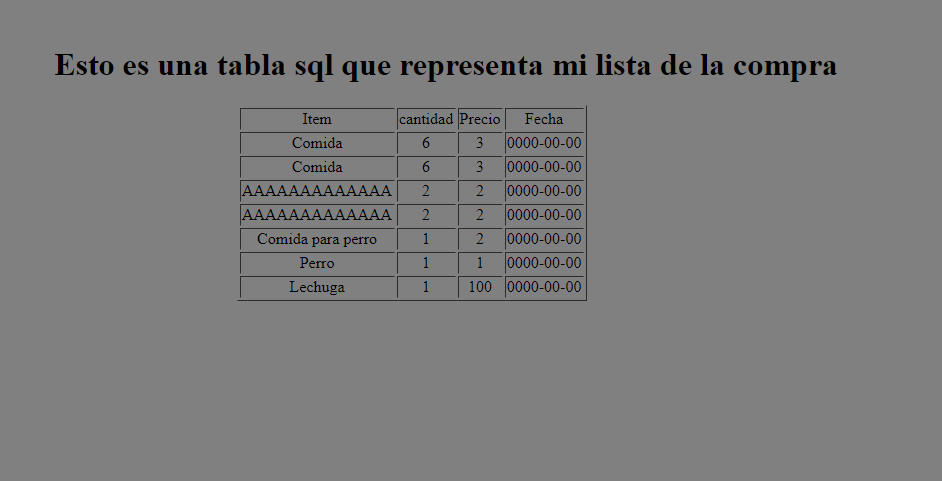 Esto es una tabla sql que representa mi lista de la compra
Item cantidad Precio Fecha
Comida 6 3 0000-00-00
Comida 6 3 0000-00-00
AAAAAAAAAAAAA 2 2 0000-00-00
AAAAAAAAAAAAA 2 2 0000-00-00
Comida para perro 1 2 0000-00-00
Perro 1 1 0000-00-00
Lechuga 1 100 0000-00-00